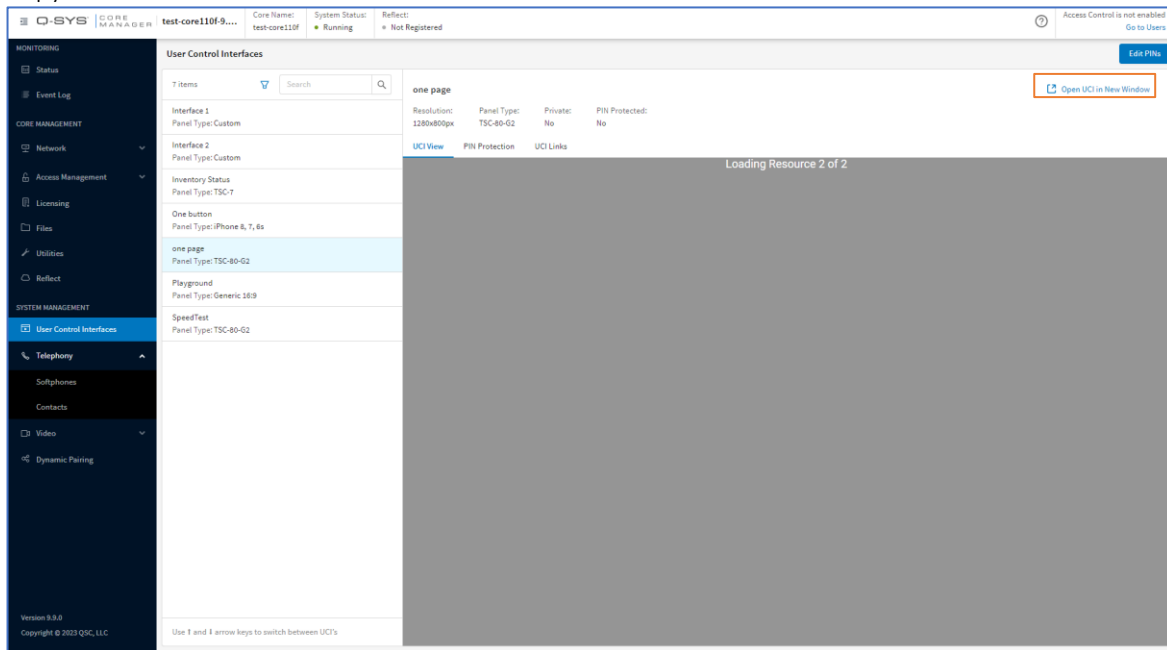 Q-SYS CORE MANAGER
test-core110f-9....
Core Name:
test-core110f
System Status:
Running
Reflect:
Not Registered
Access Control is not enabled
Go to Users
MONITORING
Status
Event Log
CORE MANAGEMENT
Network
Access Management
Licensing
Files
Utilities
Reflect
SYSTEM MANAGEMENT
User Control Interfaces
Telephony
Softphones
Contacts
Video
Dynamic Pairing
Version 9.9.0
Copyright © 2023 QSC, LLC
User Control Interfaces
Edit PINs
7 items
Search
Interface 1
Panel Type: Custom
Interface 2
Panel Type: Custom
Inventory Status
Panel Type: TSC-7
One button
Panel Type: iPhone 8, 7, 6s
one page
Panel Type: TSC-80-G2
Playground
Panel Type: Generic 16:9
SpeedTest
Panel Type: TSC-80-G2
Use ⬆ and ⬇ arrow keys to switch between UCI's
one page
Open UCI in New Window
Resolution:
1280x800px
Panel Type:
TSC-80-G2
Private:
No
PIN Protected:
No
UCI View PIN Protection UCI Links
Loading Resource 2 of 2